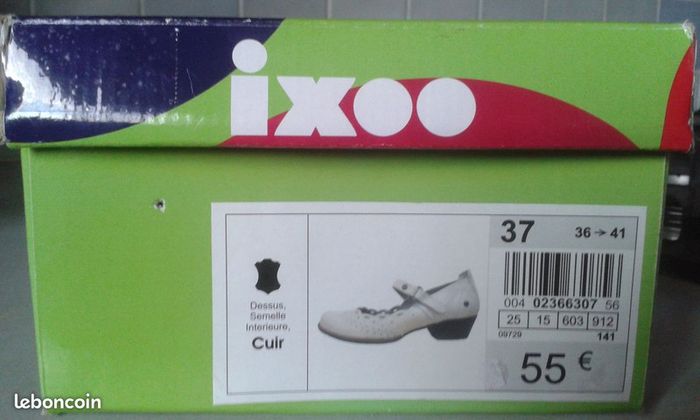 ixoo
37
36 → 41
Dessus,
Semelle
Interieure,
Cuir
004 02366307 56
25 15 603 912
09729 141
55 €
leboncoin